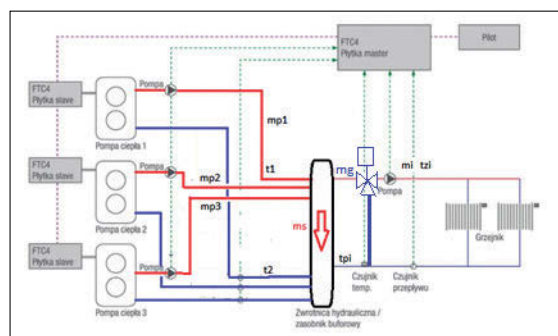 FTC4
Płytka master
Pilot
FTC4
Płytka slave
Pompa
mp1
Pompa ciepła 1
t1
mg
mi
tzi
Pompa
FTC4
Płytka slave
Pompa
mp2
mp3
ms
Grzejnik
Pompa ciepła 2
t2
tpi
Czujnik
temp.
Czujnik
przepływu
FTC4
Płytka slave
Pompa
Pompa ciepła 3
Zwrotnica hydrauliczna /
zasobnik buforowy